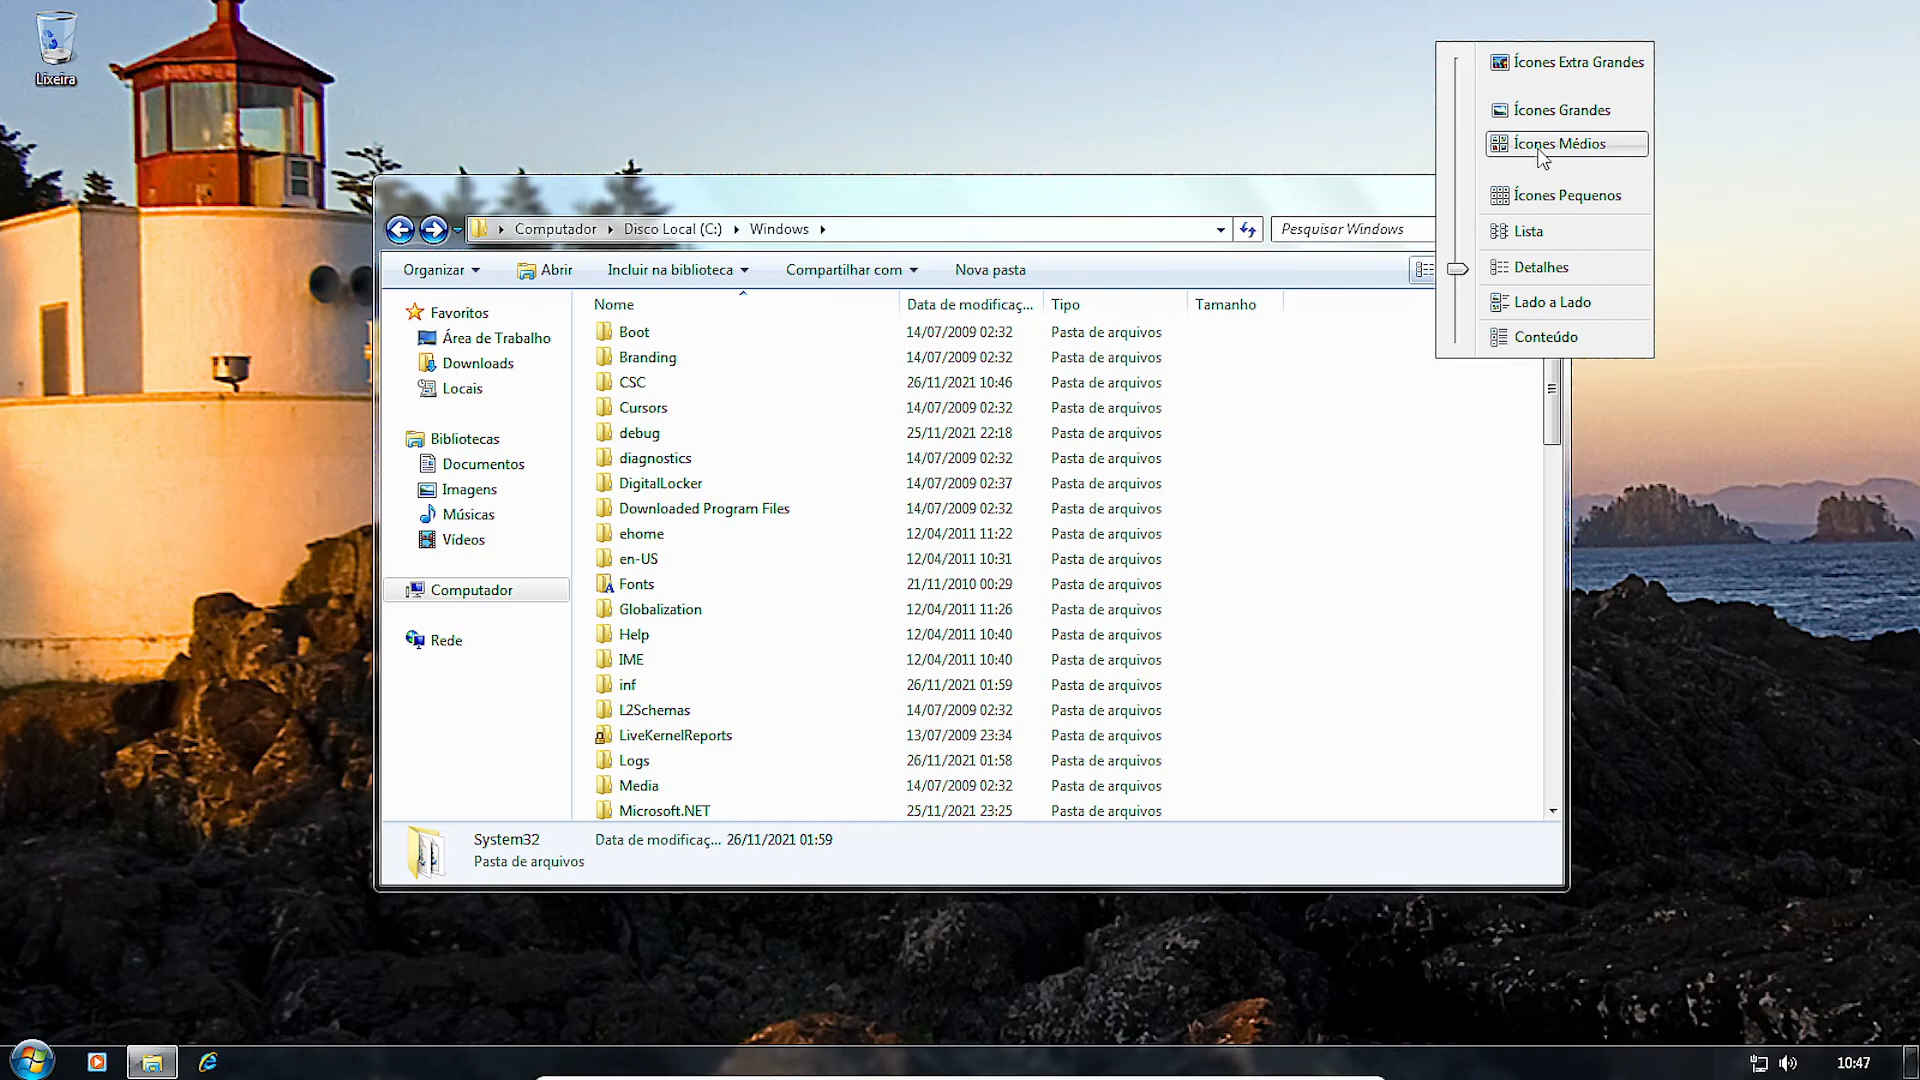 Lixeira
Ícones Extra Grandes
Ícones Grandes
Ícones Médios
Ícones Pequenos
Lista
Detalhes
Lado a Lado
Conteúdo
Computador Disco Local (C:) Windows
Pesquisar Windows
Organizar Abrir Incluir na biblioteca Compartilhar com Nova pasta
Favoritos
Área de Trabalho
Downloads
Locais
Bibliotecas
Documentos
Imagens
Músicas
Vídeos
Computador
Rede
Nome Data de modificaç... Tipo Tamanho
Boot 14/07/2009 02:32 Pasta de arquivos
Branding 14/07/2009 02:32 Pasta de arquivos
CSC 26/11/2021 10:46 Pasta de arquivos
Cursors 14/07/2009 02:32 Pasta de arquivos
debug 25/11/2021 22:18 Pasta de arquivos
diagnostics 14/07/2009 02:32 Pasta de arquivos
DigitalLocker 14/07/2009 02:37 Pasta de arquivos
Downloaded Program Files 14/07/2009 02:32 Pasta de arquivos
ehome 12/04/2011 11:22 Pasta de arquivos
en-US 12/04/2011 10:31 Pasta de arquivos
Fonts 21/11/2010 00:29 Pasta de arquivos
Globalization 12/04/2011 11:26 Pasta de arquivos
Help 12/04/2011 10:40 Pasta de arquivos
IME 12/04/2011 10:40 Pasta de arquivos
inf 26/11/2021 01:59 Pasta de arquivos
L2Schemas 14/07/2009 02:32 Pasta de arquivos
LiveKernelReports 13/07/2009 23:34 Pasta de arquivos
Logs 26/11/2021 01:58 Pasta de arquivos
Media 14/07/2009 02:32 Pasta de arquivos
Microsoft.NET 25/11/2021 23:25 Pasta de arquivos
System32 Data de modificaç... 26/11/2021 01:59
Pasta de arquivos
10:47